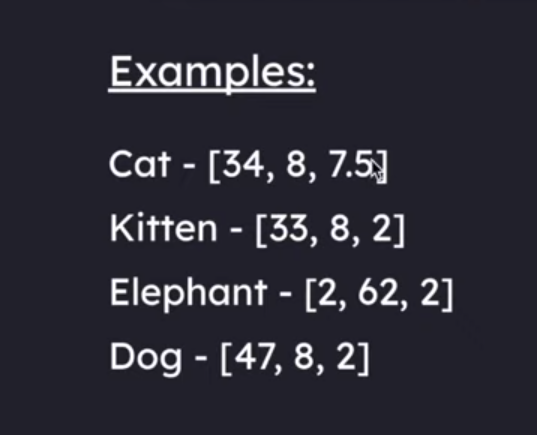 Examples:
Cat - [34, 8, 7.5]
Kitten - [33, 8, 2]
Elephant - [2, 62, 2]
Dog - [47, 8, 2]